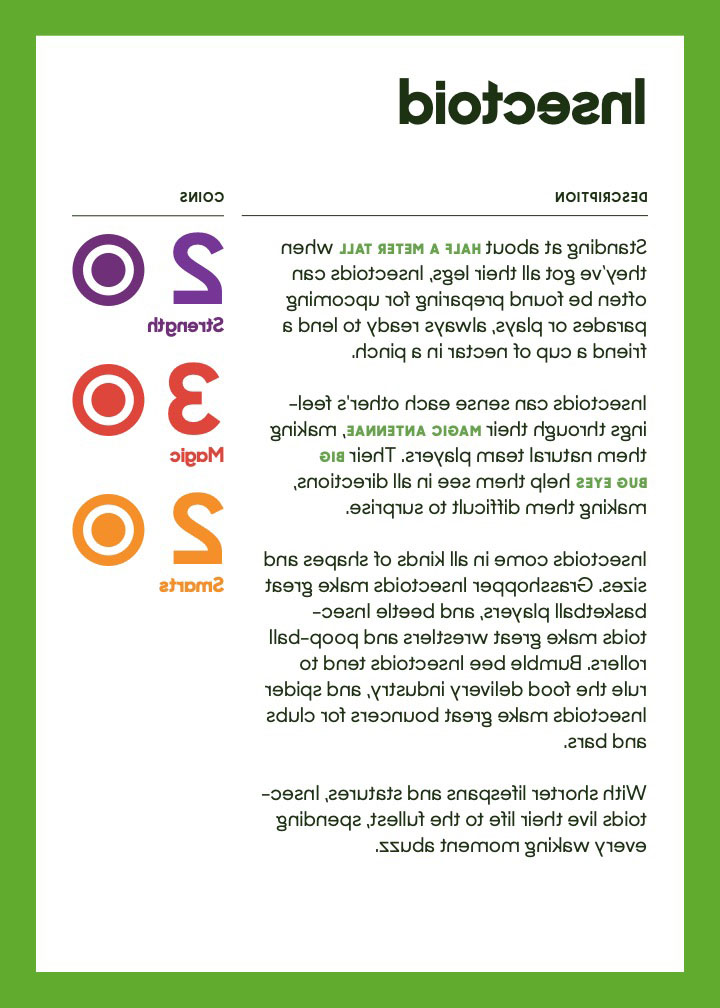 Insectoid
DESCRIPTION
Standing at about HALF A METER TALL when
they've got all their legs, Insectoids can
often be found preparing for upcoming
parades or plays, always ready to lend a
friend a cup of nectar in a pinch.
Insectoids can sense each other's feel-
ings through their MAGIC ANTENNAE, making
them natural team players. Their BIG
BUG EYES help them see in all directions,
making them difficult to surprise.
Insectoids come in all kinds of shapes and
sizes. Grasshopper Insectoids make great
basketball players, and beetle Insec-
toids make great wrestlers and poop-ball
rollers. Bumble bee Insectoids tend to
rule the food delivery industry, and spider
Insectoids make great bouncers for clubs
and bars.
With shorter lifespans and statures, Insec-
toids live their life to the fullest, spending
every waking moment abuzz.
COINS
2
Strength
3
Magic
2
Smarts